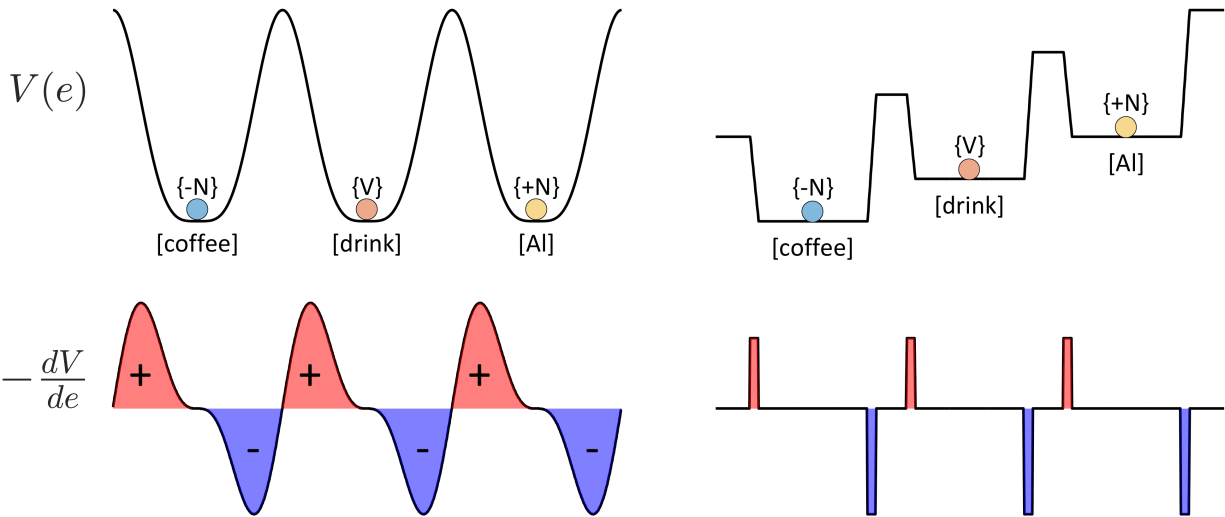 V(e)
{-N} {V} {+N}
[coffee] [drink] [Al]
{+N}
[Al]
{V}
[drink]
{-N}
[coffee]
-dV/de
+ + +
- - -